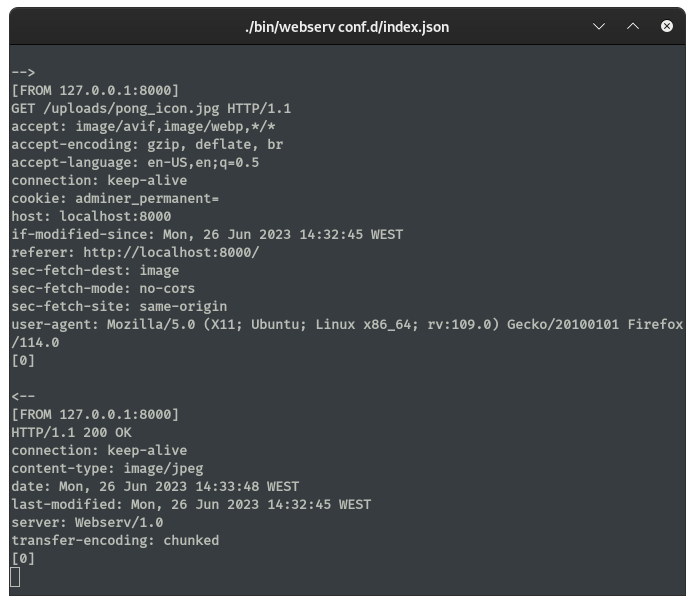 ./bin/webserv conf.d/index.json
-->
[FROM 127.0.0.1:8000]
GET /uploads/pong_icon.jpg HTTP/1.1
accept: image/avif,image/webp,*/*
accept-encoding: gzip, deflate, br
accept-language: en-US,en;q=0.5
connection: keep-alive
cookie: adminer_permanent=
host: localhost:8000
if-modified-since: Mon, 26 Jun 2023 14:32:45 WEST
referer: http://localhost:8000/
sec-fetch-dest: image
sec-fetch-mode: no-cors
sec-fetch-site: same-origin
user-agent: Mozilla/5.0 (X11; Ubuntu; Linux x86_64; rv:109.0) Gecko/20100101 Firefox
/114.0
[0]
<--
[FROM 127.0.0.1:8000]
HTTP/1.1 200 OK
connection: keep-alive
content-type: image/jpeg
date: Mon, 26 Jun 2023 14:33:48 WEST
last-modified: Mon, 26 Jun 2023 14:32:45 WEST
server: Webserv/1.0
transfer-encoding: chunked
[0]